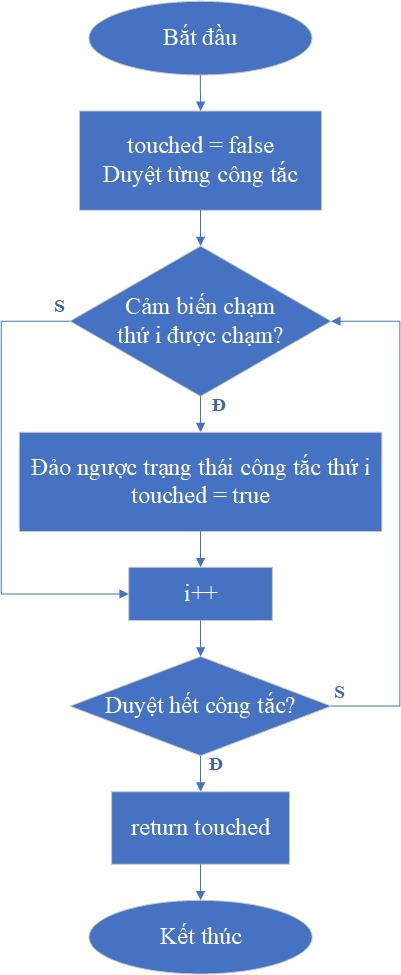 Bắt đầu
touched = false
Duyệt từng công tắc
Cảm biến chạm
thứ i được chạm?
S
Đ
Đảo ngược trạng thái công tắc thứ i
touched = true
i++
Duyệt hết công tắc?
S
Đ
return touched
Kết thúc